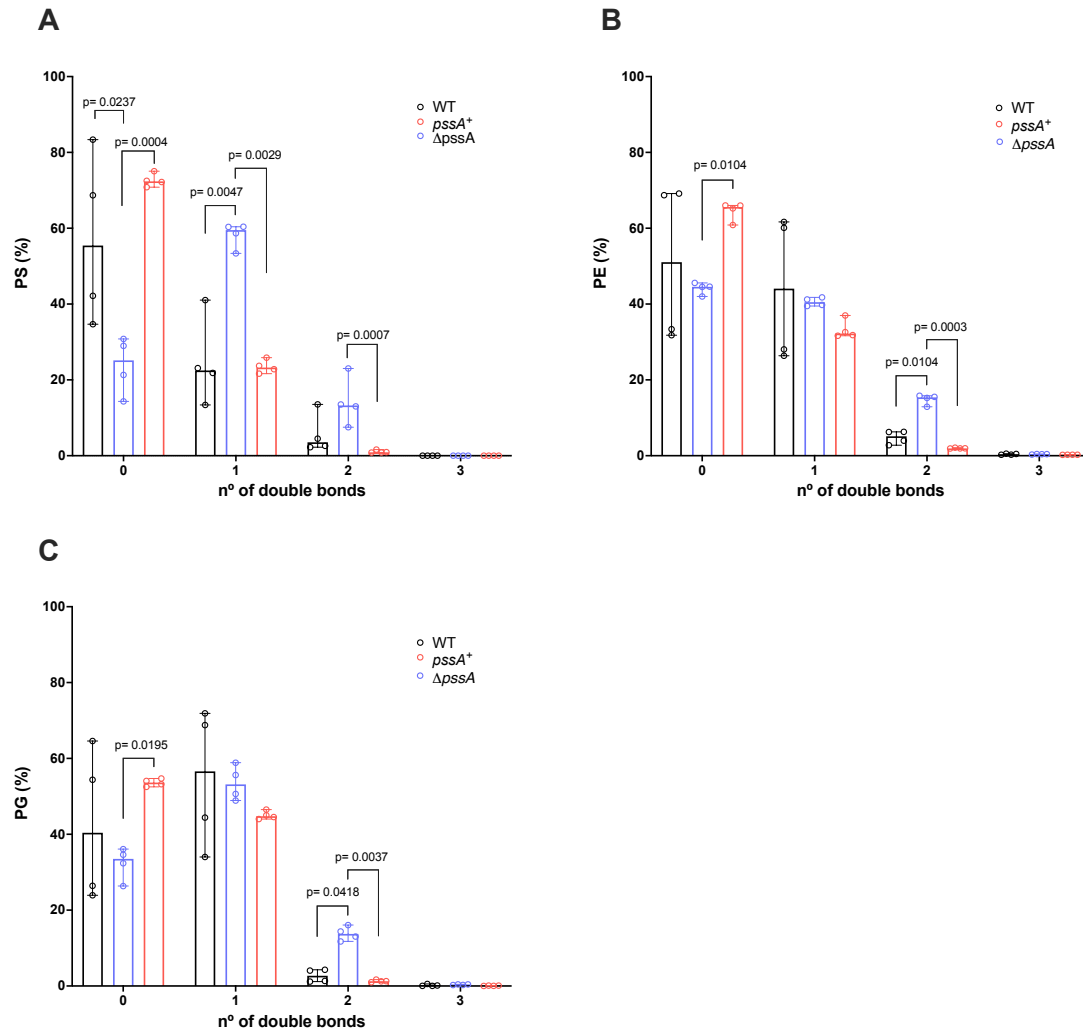 A
100
80
60
40
20
0
PS (%)
p= 0.0237
p= 0.0004
p= 0.0047
p= 0.0029
p= 0.0007
WT
pssA+
ΔpssA
0 1 2 3
nº of double bonds
B
100
80
60
40
20
0
PE (%)
p= 0.0104
p= 0.0104
p= 0.0003
WT
pssA+
ΔpssA
0 1 2 3
nº of double bonds
C
100
80
60
40
20
0
PG (%)
p= 0.0195
p= 0.0418
p= 0.0037
WT
pssA+
ΔpssA
0 1 2 3
nº of double bonds